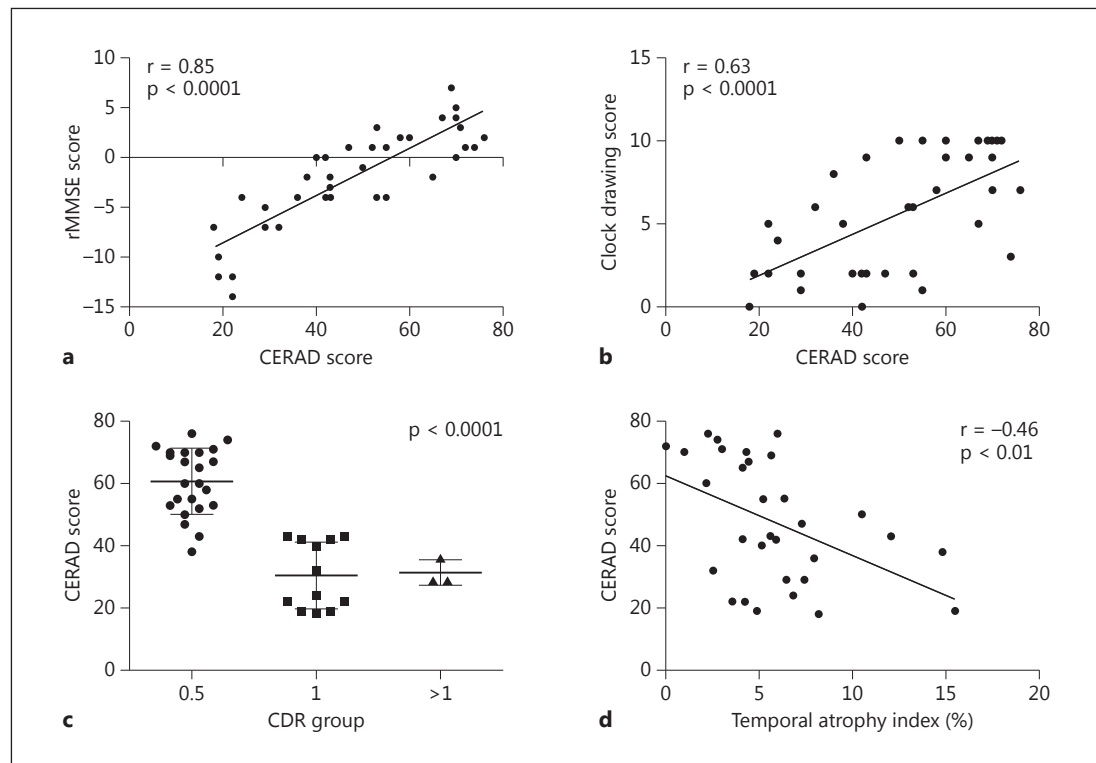 10
5
0
−5
−10
−15
r = 0.85
p < 0.0001
rMMSE score
0
20
40
60
80
CERAD score
a
15
10
5
0
r = 0.63
p < 0.0001
Clock drawing score
0
20
40
60
80
CERAD score
b
80
60
40
20
0
p < 0.0001
CERAD score
0.5
1
>1
CDR group
c
80
60
40
20
0
r = −0.46
p < 0.01
CERAD score
0
5
10
15
20
Temporal atrophy index (%)
d